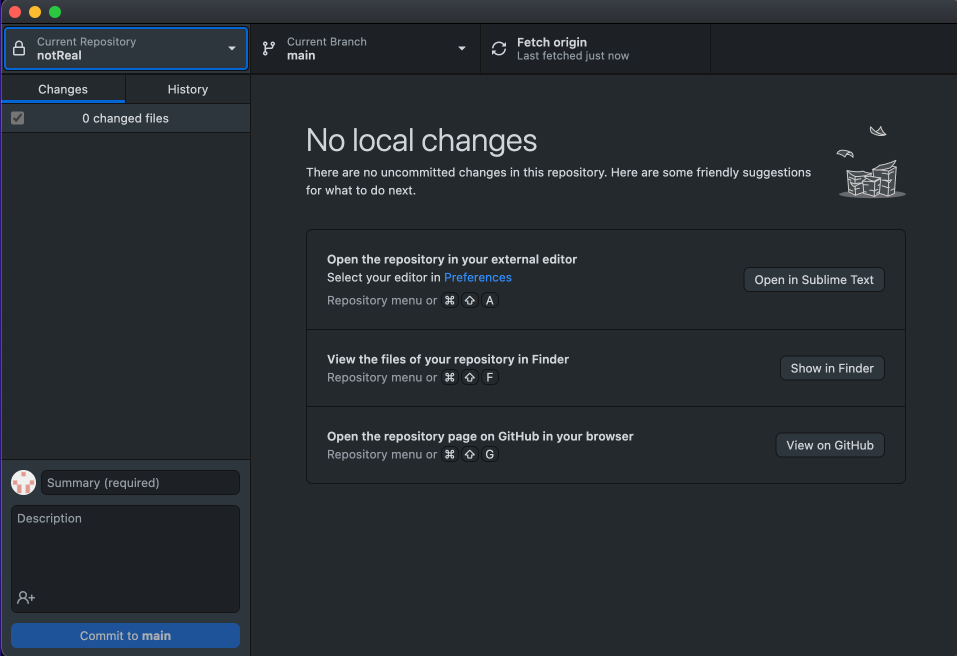 Current Repository
notReal
Current Branch
main
Fetch origin
Last fetched just now
Changes
History
0 changed files
No local changes
There are no uncommitted changes in this repository. Here are some friendly suggestions
for what to do next.
Open the repository in your external editor
Select your editor in Preferences
Repository menu or ⌘ ⇧ A
Open in Sublime Text
View the files of your repository in Finder
Repository menu or ⌘ ⇧ F
Show in Finder
Open the repository page on GitHub in your browser
Repository menu or ⌘ ⇧ G
View on GitHub
Summary (required)
Description
Commit to main